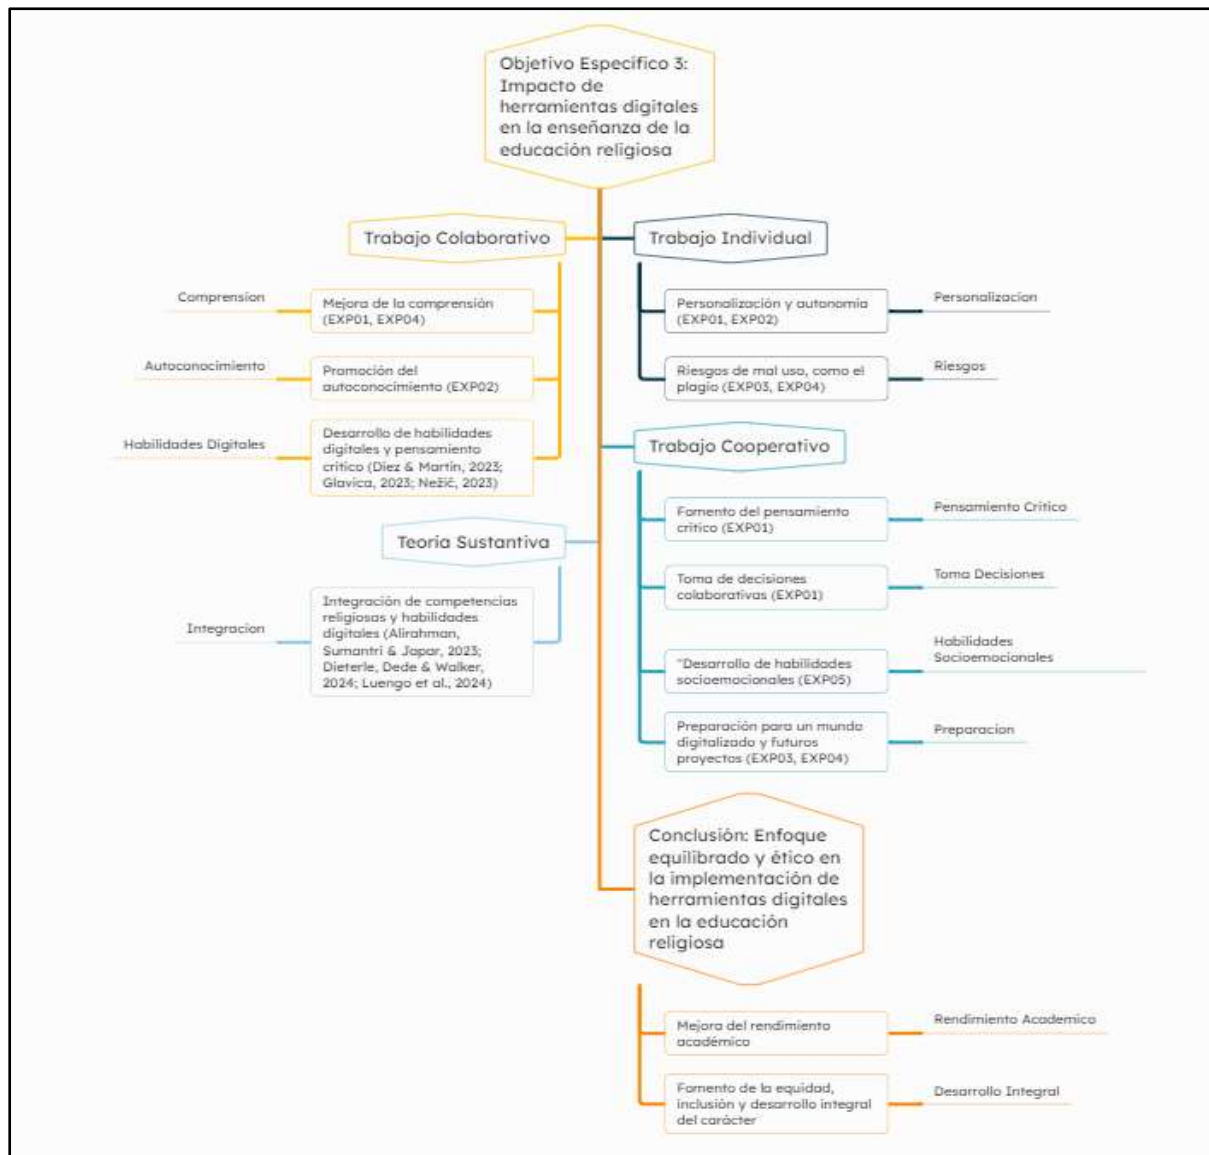 Objetivo Específico 3:
Impacto de
herramientas digitales
en la enseñanza de la
educación religiosa
Trabajo Colaborativo
Comprension
Mejora de la comprensión
(EXP01, EXP04)
Autoconocimiento
Promoción del
autoconocimiento (EXP02)
Habilidades Digitales
Desarrollo de habilidades
digitales y pensamiento
crítico (Díez & Martín, 2023;
Glavica, 2023; Nežić, 2023)
Teoría Sustantiva
Integracion
Integración de competencias
religiosas y habilidades
digitales (Alirahman,
Sumantri & Japar, 2023;
Dieterle, Dede & Walker,
2024; Luengo et al., 2024)
Trabajo Individual
Personalización y autonomía
(EXP01, EXP02)
Personalizacion
Riesgos de mal uso, como el
plagio (EXP03, EXP04)
Riesgos
Trabajo Cooperativo
Fomento del pensamiento
crítico (EXP01)
Pensamiento Critico
Toma de decisiones
colaborativas (EXP01)
Toma Decisiones
"Desarrollo de habilidades
socioemocionales (EXP05)
Habilidades
Socioemocionales
Preparación para un mundo
digitalizado y futuros
proyectos (EXP03, EXP04)
Preparacion
Conclusión: Enfoque
equilibrado y ético en
la implementación de
herramientas digitales
en la educación
religiosa
Mejora del rendimiento
académico
Rendimiento Academico
Fomento de la equidad,
inclusión y desarrollo integral
del carácter
Desarrollo Integral